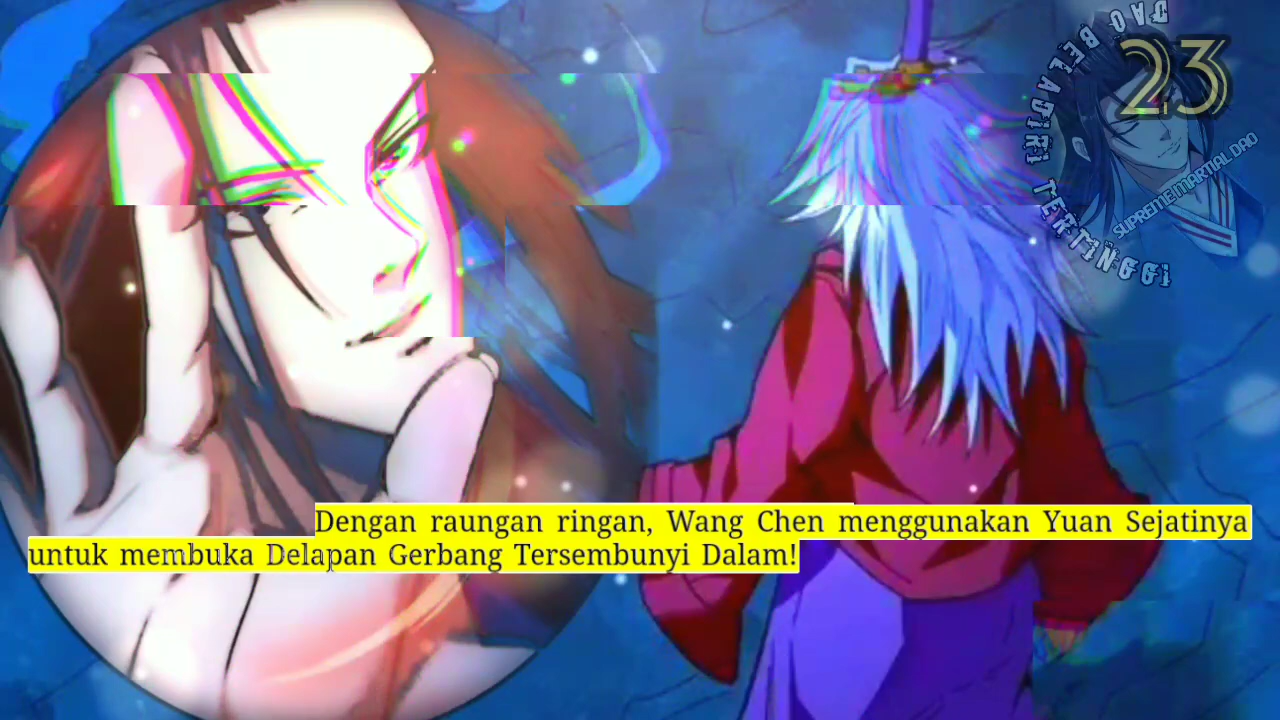 23
DAO BELADIRI TERTINGGI
SUPREME MARTIAL DAO
Dengan raungan ringan, Wang Chen menggunakan Yuan Sejatinya
untuk membuka Delapan Gerbang Tersembunyi Dalam!